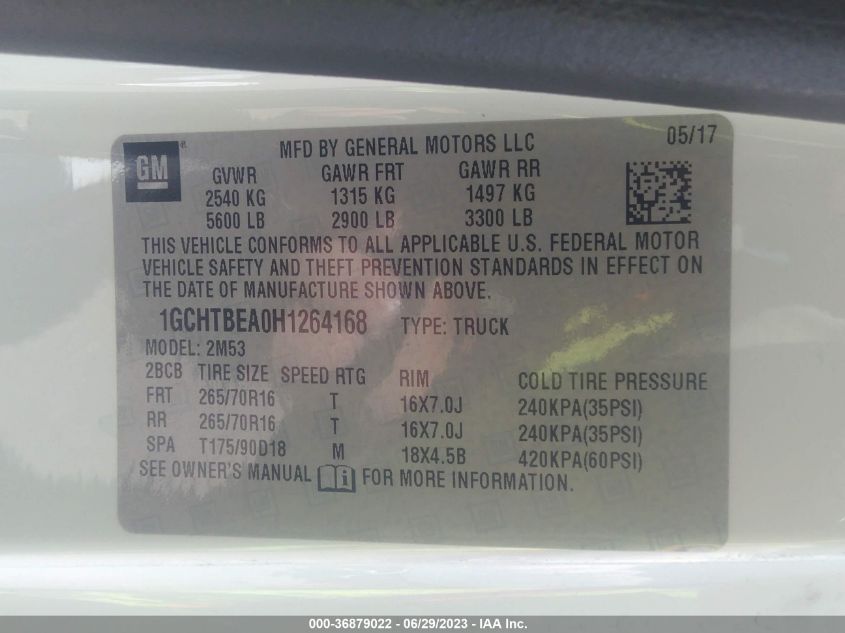 GM ®
MFD BY GENERAL MOTORS LLC 05/17
GVWR GAWR FRT GAWR RR
2540 KG 1315 KG 1497 KG
5600 LB 2900 LB 3300 LB
THIS VEHICLE CONFORMS TO ALL APPLICABLE U.S. FEDERAL MOTOR
VEHICLE SAFETY AND THEFT PREVENTION STANDARDS IN EFFECT ON
THE DATE OF MANUFACTURE SHOWN ABOVE.
1GCHTBEA0H1264168 TYPE: TRUCK
MODEL: 2M53
2BCB TIRE SIZE SPEED RTG RIM COLD TIRE PRESSURE
FRT 265/70R16 T 16X7.0J 240KPA(35PSI)
RR 265/70R16 T 16X7.0J 240KPA(35PSI)
SPA T175/90D18 M 18X4.5B 420KPA(60PSI)
SEE OWNER'S MANUAL i FOR MORE INFORMATION.
000-36879022 - 06/29/2023 - IAA Inc.